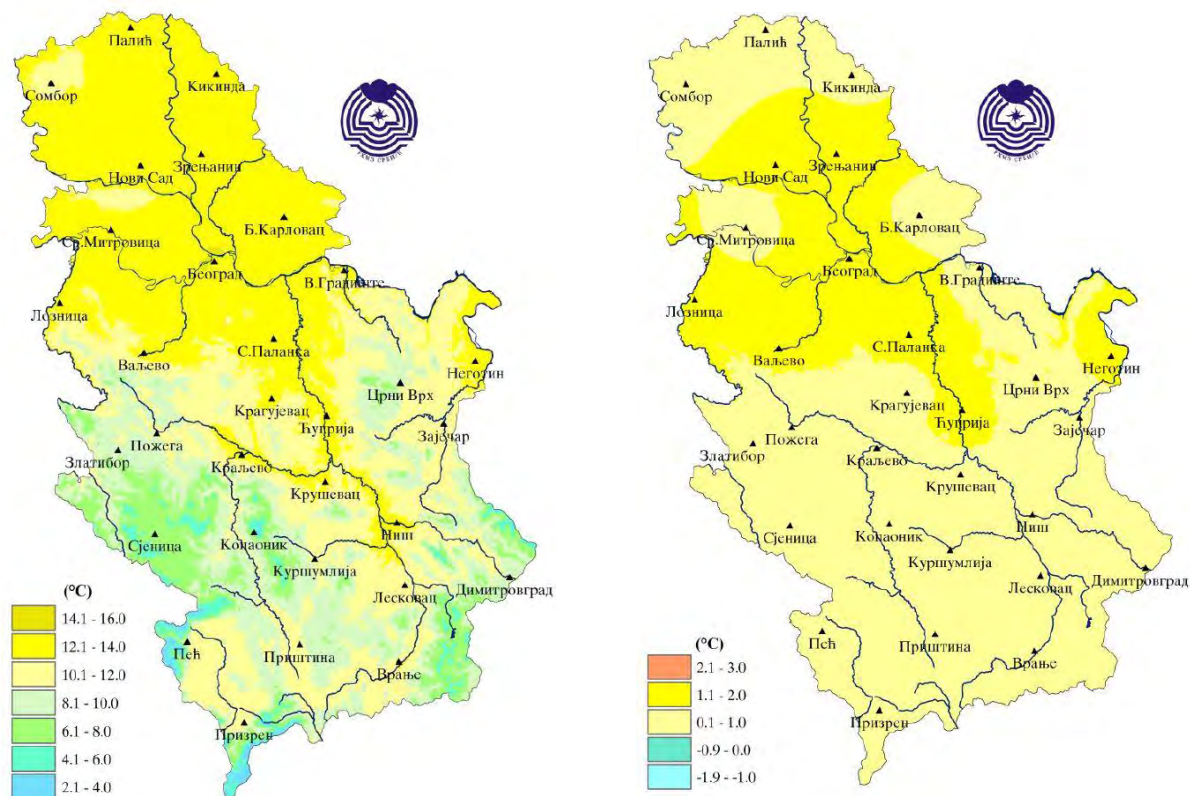 Палић
Кикинда
Сомбор
Зрењанин
Нови Сад
Б.Карловац
Ср.Митровица
Београд
В.Градиште
Лозница
С.Паланка
Ваљево
Неготин
Црни Врх
Крагујевац
Ћуприја
Зајечар
Пожега
Златибор
Краљево
Крушевац
Ниш
Сјеница
Копаоник
Куршумлија
Димитровград
Лесковац
Пећ
Приштина
Врање
Призрен
(°C)
14.1 - 16.0
12.1 - 14.0
10.1 - 12.0
8.1 - 10.0
6.1 - 8.0
4.1 - 6.0
2.1 - 4.0
Палић
Кикинда
Сомбор
Зрењанин
Нови Сад
Б.Карловац
Ср.Митровица
Београд
В.Градиште
Лозница
С.Паланка
Ваљево
Неготин
Црни Врх
Крагујевац
Ћуприја
Зајечар
Пожега
Златибор
Краљево
Крушевац
Ниш
Сјеница
Копаоник
Куршумлија
Димитровград
Лесковац
Пећ
Приштина
Врање
Призрен
(°C)
2.1 - 3.0
1.1 - 2.0
0.1 - 1.0
-0.9 - 0.0
-1.9 - -1.0